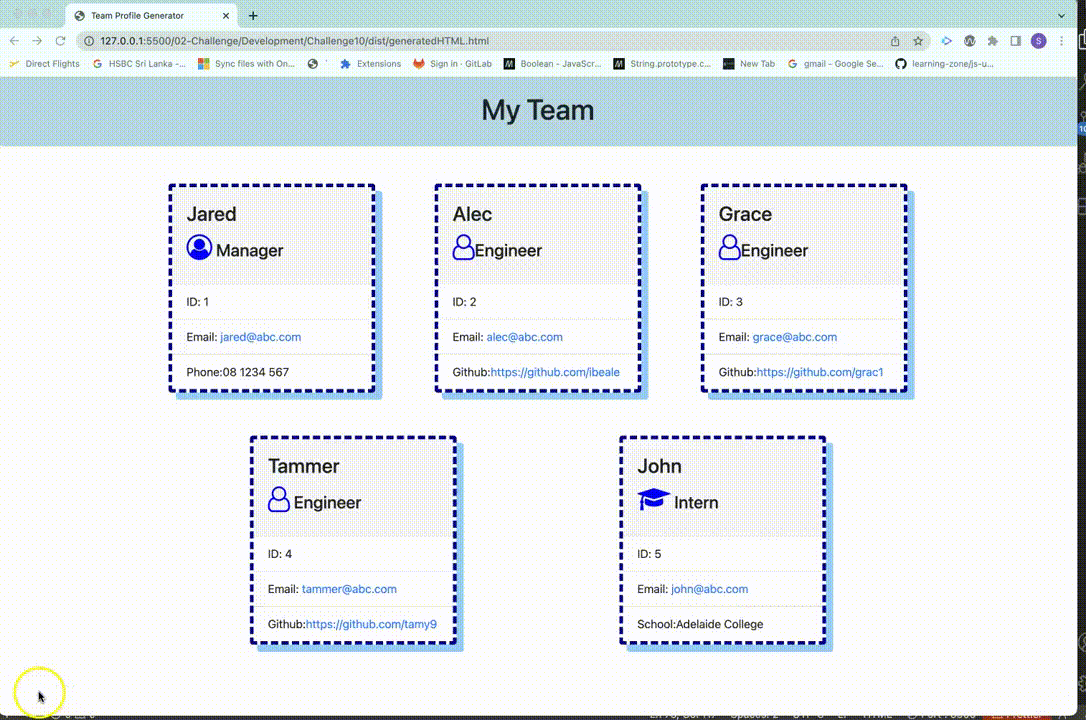 Team Profile Generator
127.0.0.1:5500/02-Challenge/Development/Challenge10/dist/generatedHTML.html
S
Direct Flights HSBC Sri Lanka -... Sync files with On... Extensions Sign in · GitLab Boolean - JavaScr... String.prototype.c... New Tab gmail - Google Se... learning-zone/js-u...
My Team
Jared
Manager
ID: 1
Email: jared@abc.com
Phone:08 1234 567
Alec
Engineer
ID: 2
Email: alec@abc.com
Github:https://github.com/ibeale
Grace
Engineer
ID: 3
Email: grace@abc.com
Github:https://github.com/grac1
Tammer
Engineer
ID: 4
Email: tammer@abc.com
Github:https://github.com/tamy9
John
Intern
ID: 5
Email: john@abc.com
School:Adelaide College